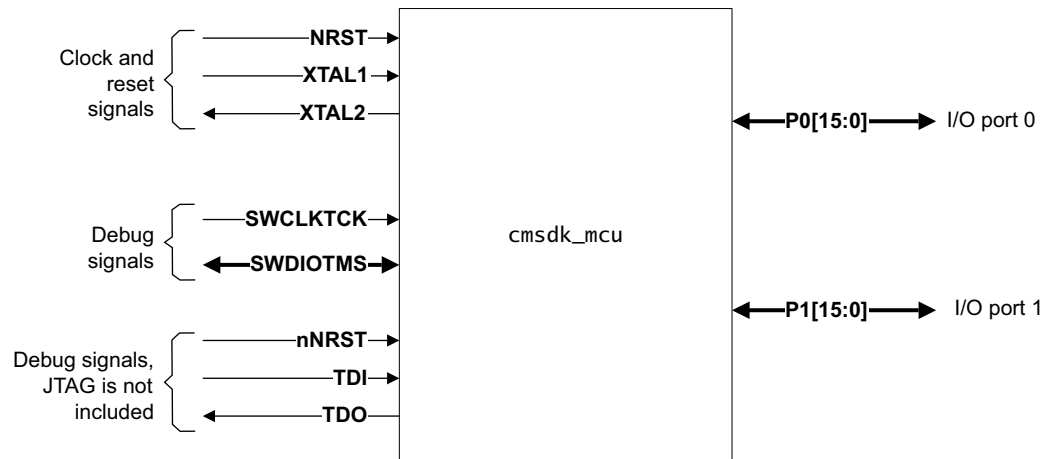 Clock and
reset
signals
NRST
XTAL1
XTAL2
Debug
signals
SWCLKTCK
SWDIOTMS
Debug signals,
JTAG is not
included
nNRST
TDI
TDO
cmsdk_mcu
P0[15:0]
I/O port 0
P1[15:0]
I/O port 1